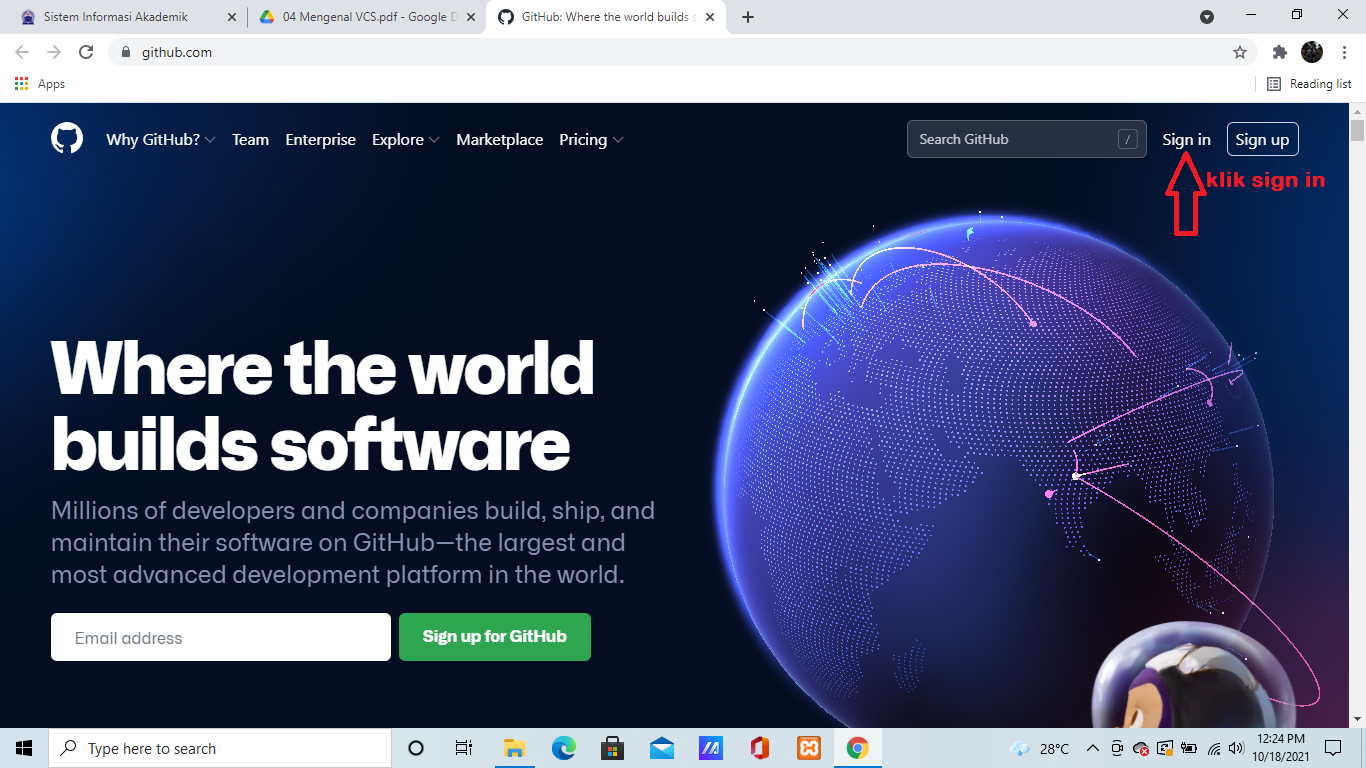 Sistem Informasi Akademik
04 Mengenal VCS.pdf - Google D
GitHub: Where the world builds s
github.com
Apps
Reading list
Why GitHub?
Team
Enterprise
Explore
Marketplace
Pricing
Search GitHub
/
Sign in
Sign up
klik sign in
Where the world
builds software
Millions of developers and companies build, ship, and
maintain their software on GitHub—the largest and
most advanced development platform in the world.
Email address
Sign up for GitHub
Type here to search
28°C
12:24 PM
10/18/2021